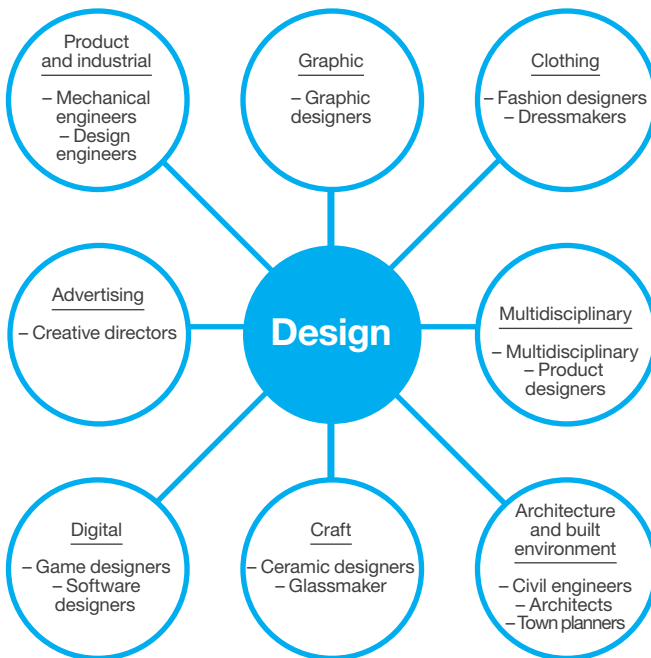 Product
and industrial
– Mechanical
engineers
– Design
engineers
Graphic
– Graphic
designers
Clothing
– Fashion designers
– Dressmakers
Advertising
– Creative directors
Design
Multidisciplinary
– Multidisciplinary
– Product
designers
Digital
– Game designers
– Software
designers
Craft
– Ceramic designers
– Glassmaker
Architecture
and built
environment
– Civil engineers
– Architects
– Town planners